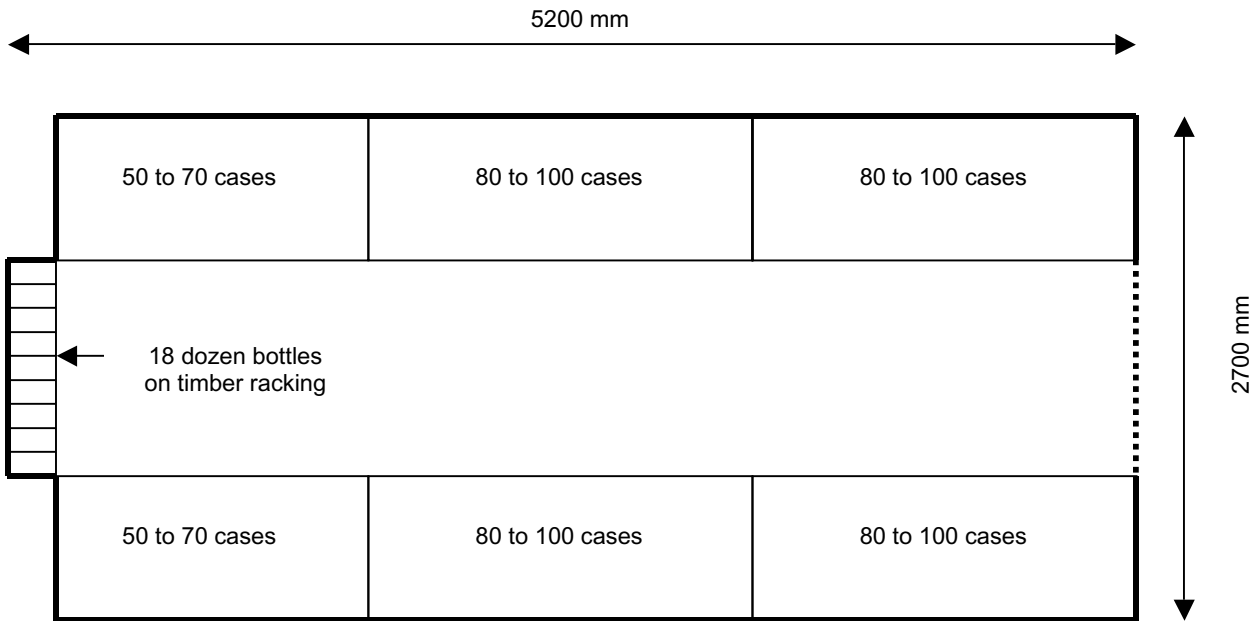 5200 mm
50 to 70 cases
80 to 100 cases
80 to 100 cases
18 dozen bottles
on timber racking
2700 mm
50 to 70 cases
80 to 100 cases
80 to 100 cases